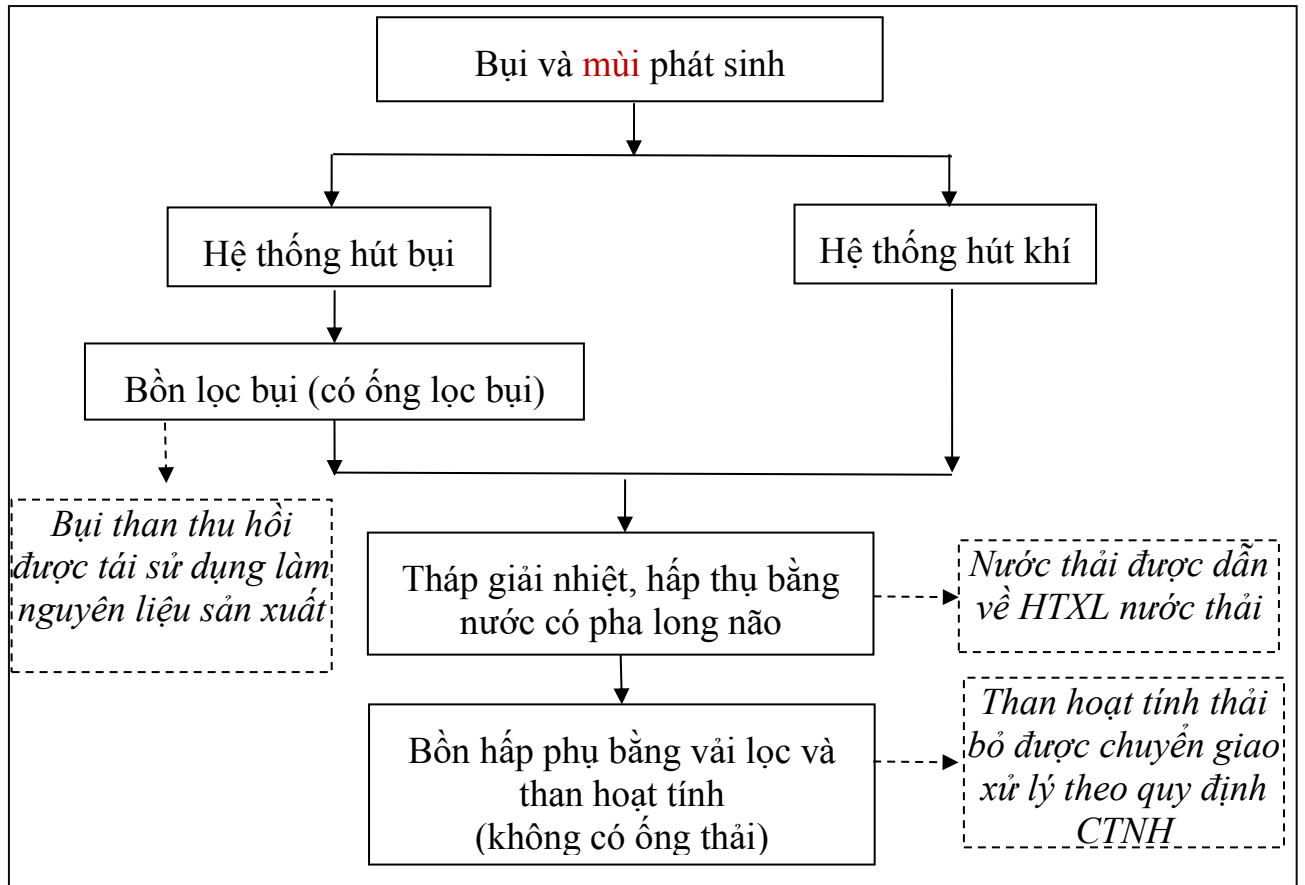 Bụi và mùi phát sinh
Hệ thống hút bụi
Hệ thống hút khí
Bồn lọc bụi (có ống lọc bụi)
Bụi than thu hồi
được tái sử dụng làm
nguyên liệu sản xuất
Tháp giải nhiệt, hấp thụ bằng
nước có pha long não
Nước thải được dẫn
về HTXL nước thải
Bồn hấp phụ bằng vải lọc và
than hoạt tính
(không có ống thải)
Than hoạt tính thải
bỏ được chuyển giao
xử lý theo quy định
CTNH